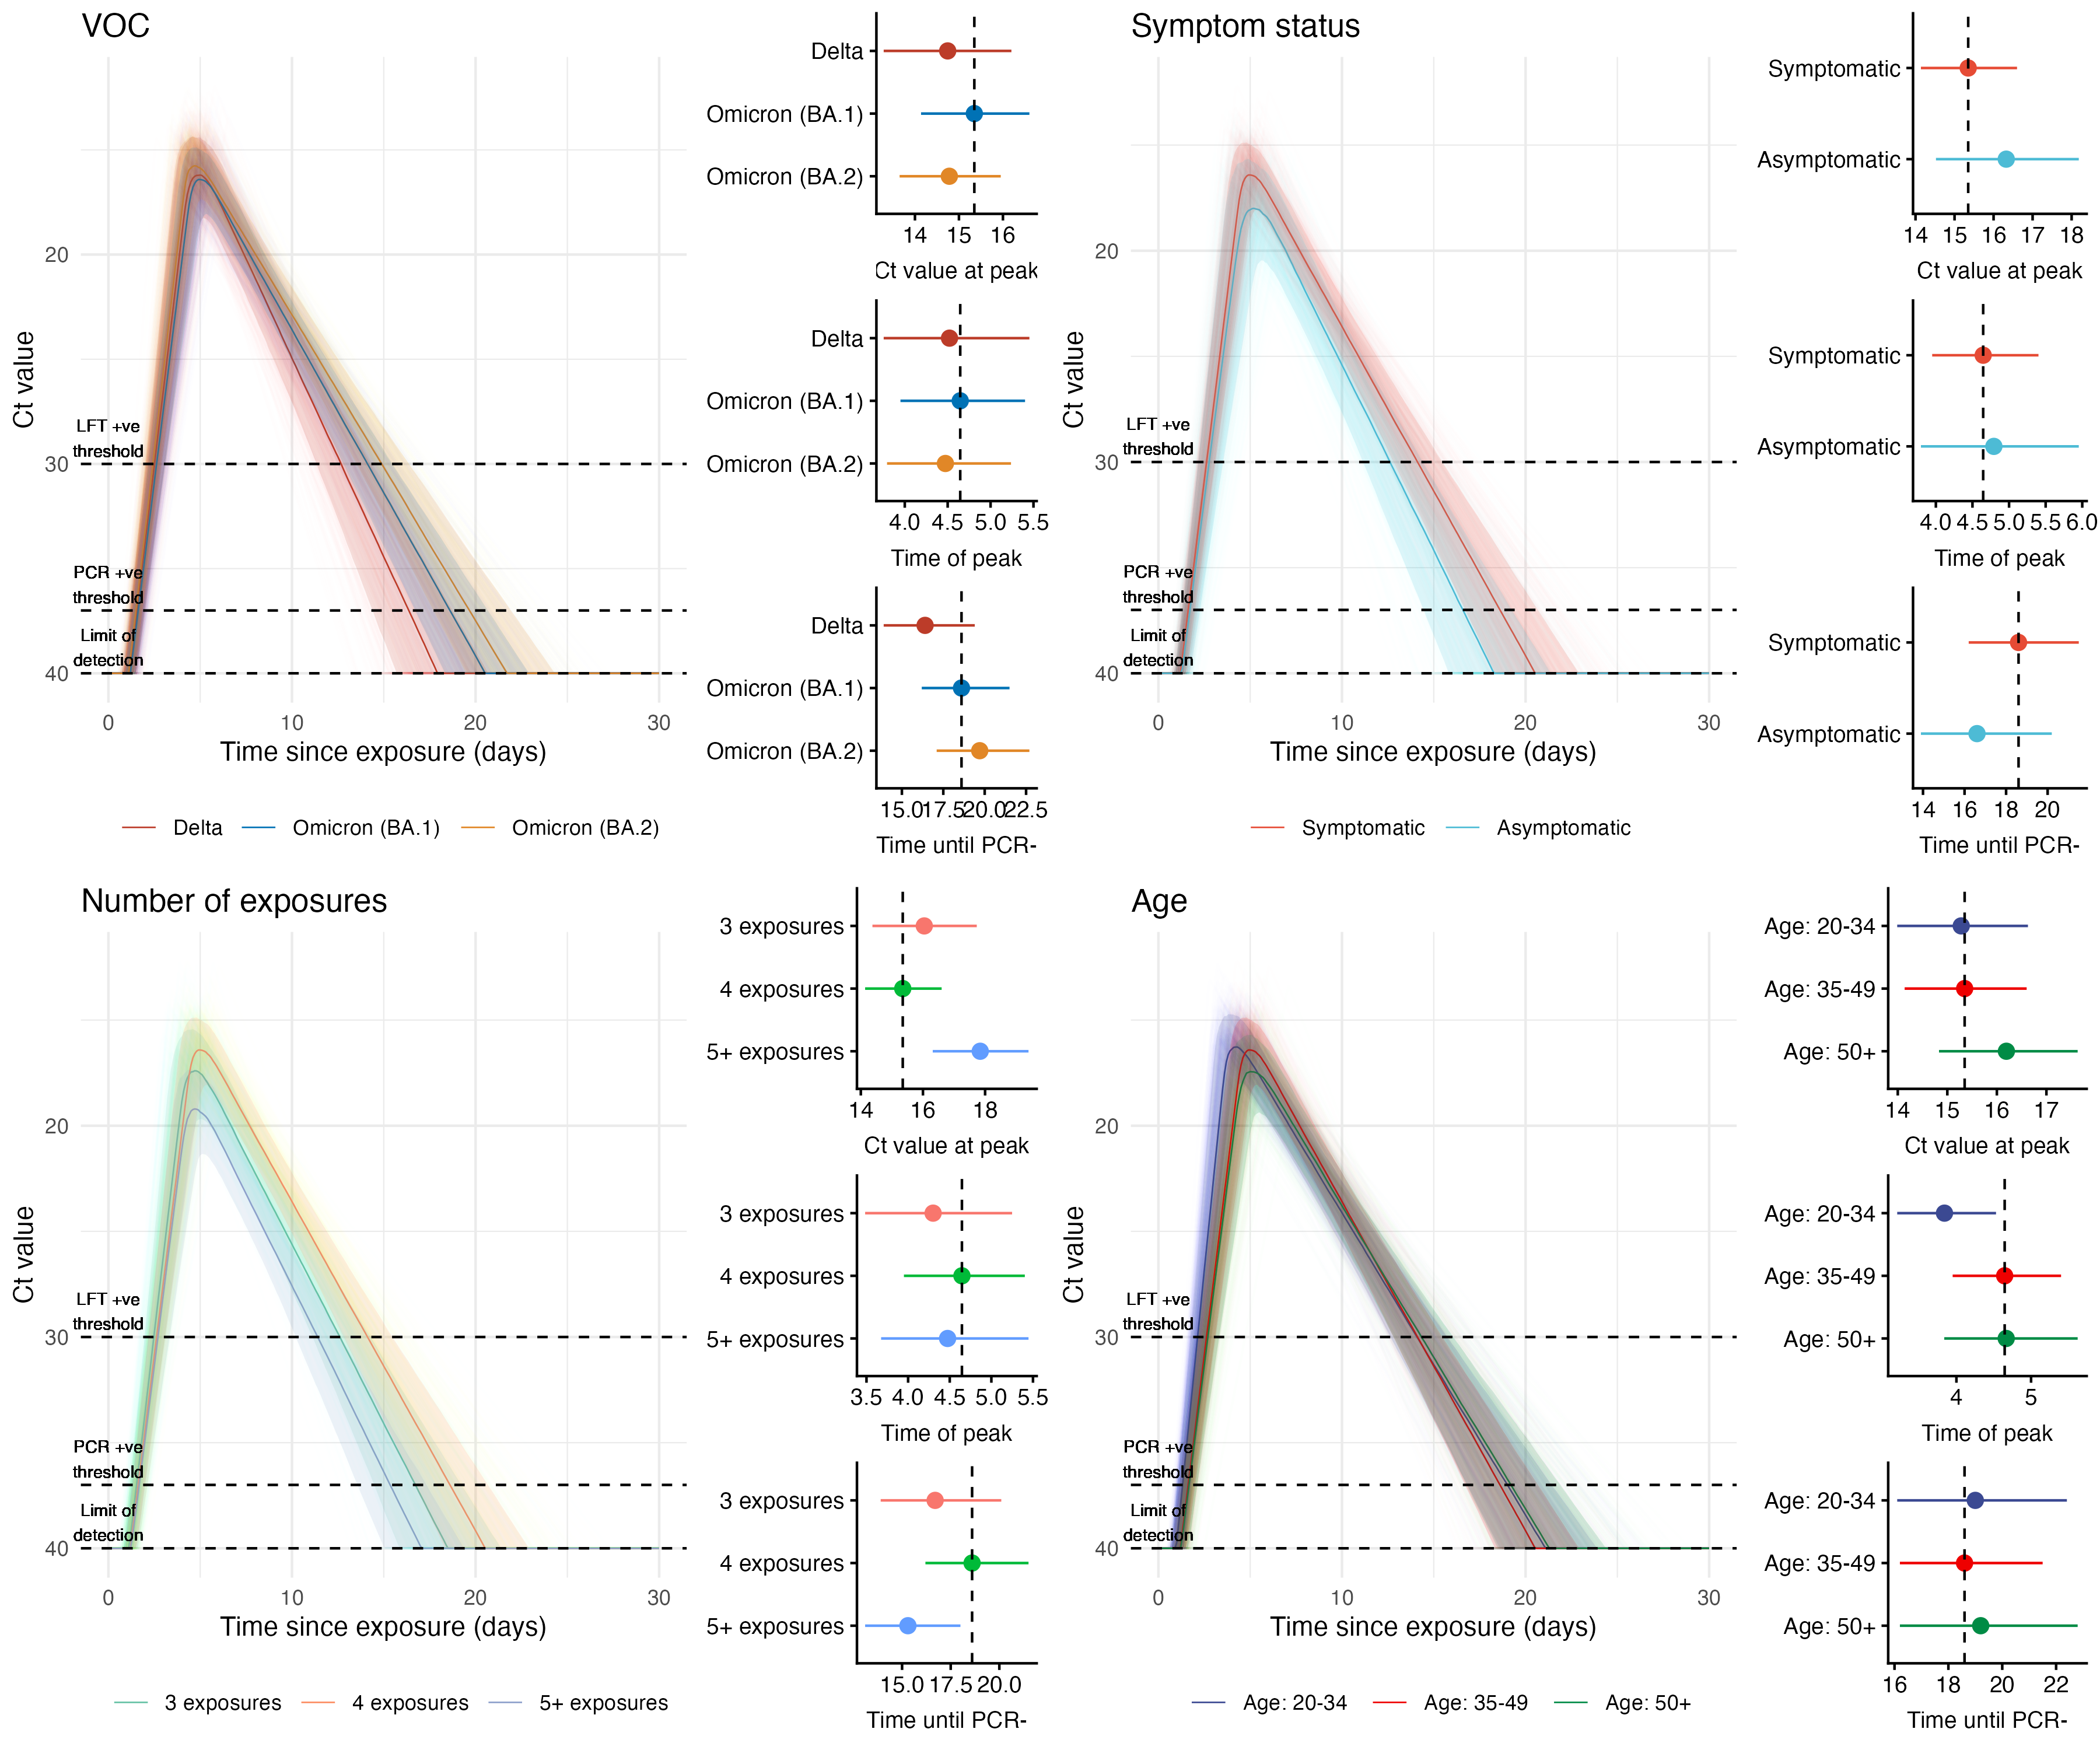 VOC
20
30
40
Ct value
LFT +ve
threshold
PCR +ve
threshold
Limit of
detection
0 10 20 30
Time since exposure (days)
Delta Omicron (BA.1) Omicron (BA.2)
Delta
Omicron (BA.1)
Omicron (BA.2)
14 15 16
Ct value at peak
Delta
Omicron (BA.1)
Omicron (BA.2)
4.0 4.5 5.0 5.5
Time of peak
Delta
Omicron (BA.1)
Omicron (BA.2)
15.0 17.5 20.0 22.5
Time until PCR-
Symptom status
20
30
40
Ct value
LFT +ve
threshold
PCR +ve
threshold
Limit of
detection
0 10 20 30
Time since exposure (days)
Symptomatic Asymptomatic
Symptomatic
Asymptomatic
14 15 16 17 18
Ct value at peak
Symptomatic
Asymptomatic
4.0 4.5 5.0 5.5 6.0
Time of peak
Symptomatic
Asymptomatic
14 16 18 20
Time until PCR-
Number of exposures
20
30
40
Ct value
LFT +ve
threshold
PCR +ve
threshold
Limit of
detection
0 10 20 30
Time since exposure (days)
3 exposures 4 exposures 5+ exposures
3 exposures
4 exposures
5+ exposures
14 16 18
Ct value at peak
3 exposures
4 exposures
5+ exposures
3.5 4.0 4.5 5.0 5.5
Time of peak
3 exposures
4 exposures
5+ exposures
15.0 17.5 20.0
Time until PCR-
Age
20
30
40
Ct value
LFT +ve
threshold
PCR +ve
threshold
Limit of
detection
0 10 20 30
Time since exposure (days)
Age: 20-34 Age: 35-49 Age: 50+
Age: 20-34
Age: 35-49
Age: 50+
14 15 16 17
Ct value at peak
Age: 20-34
Age: 35-49
Age: 50+
4 5
Time of peak
Age: 20-34
Age: 35-49
Age: 50+
16 18 20 22
Time until PCR-